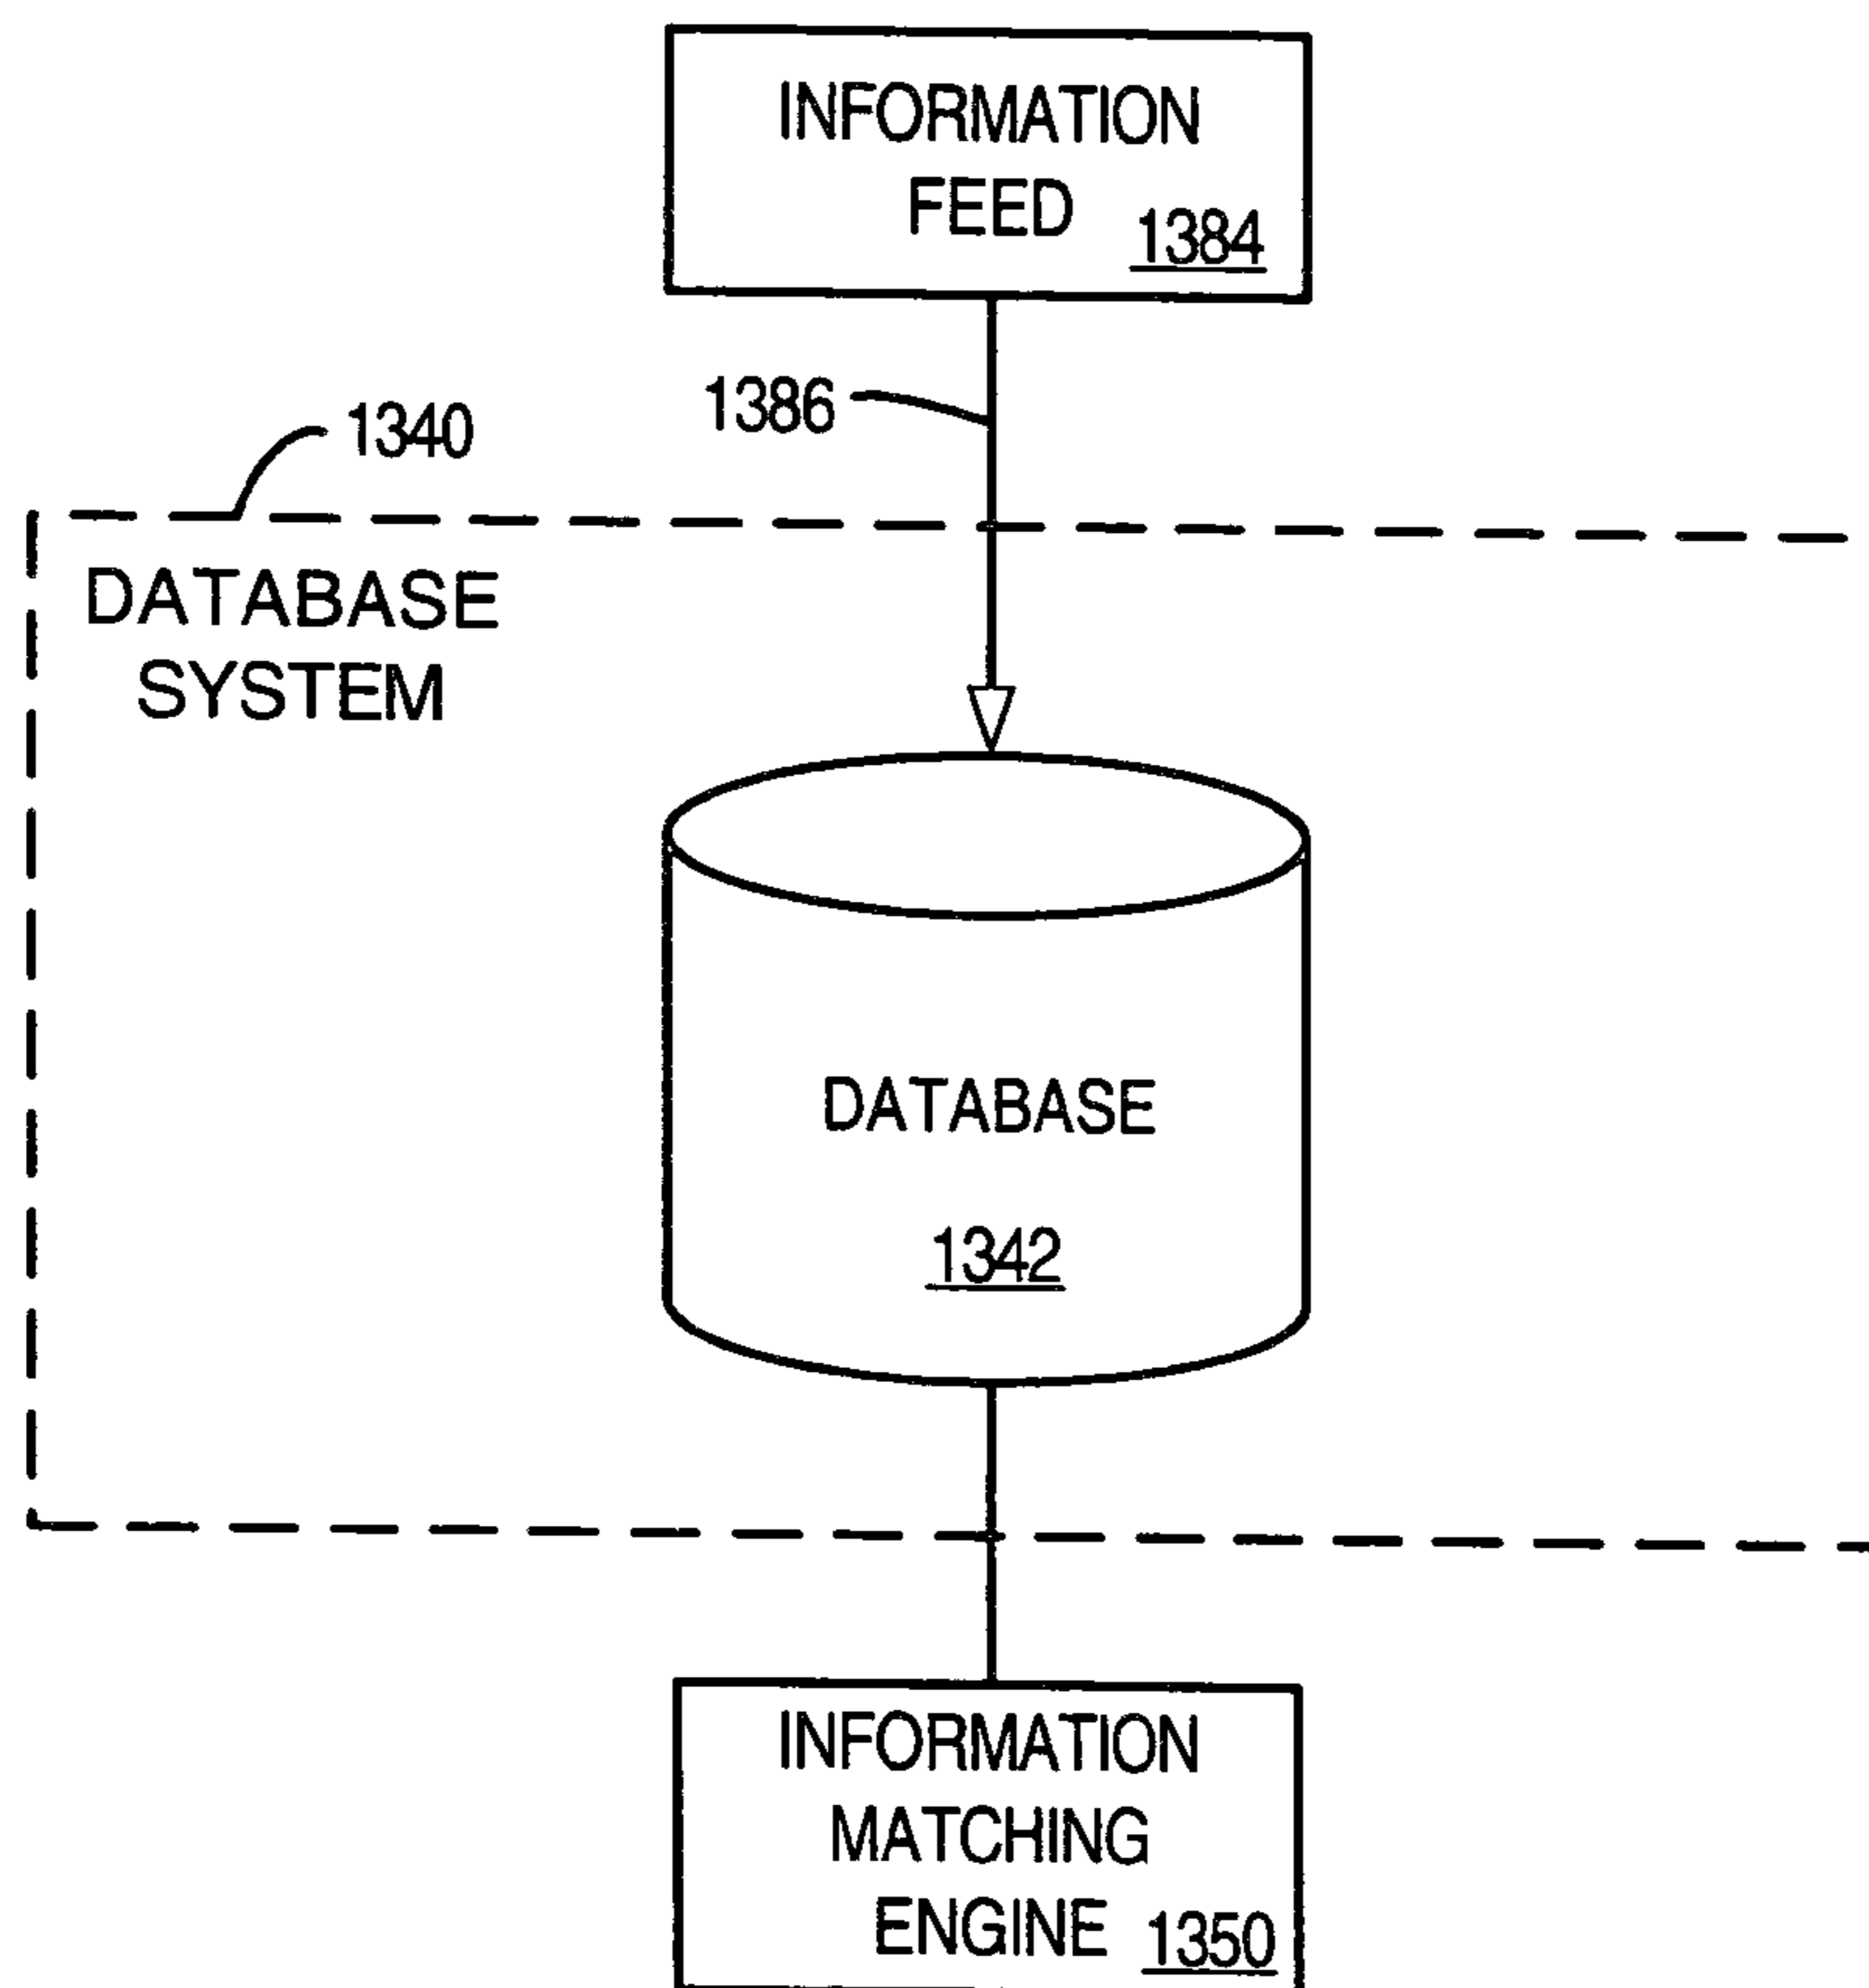 INFORMATION
FEED 1384
1386
1340
DATABASE
SYSTEM
DATABASE
1342
INFORMATION
MATCHING
ENGINE 1350